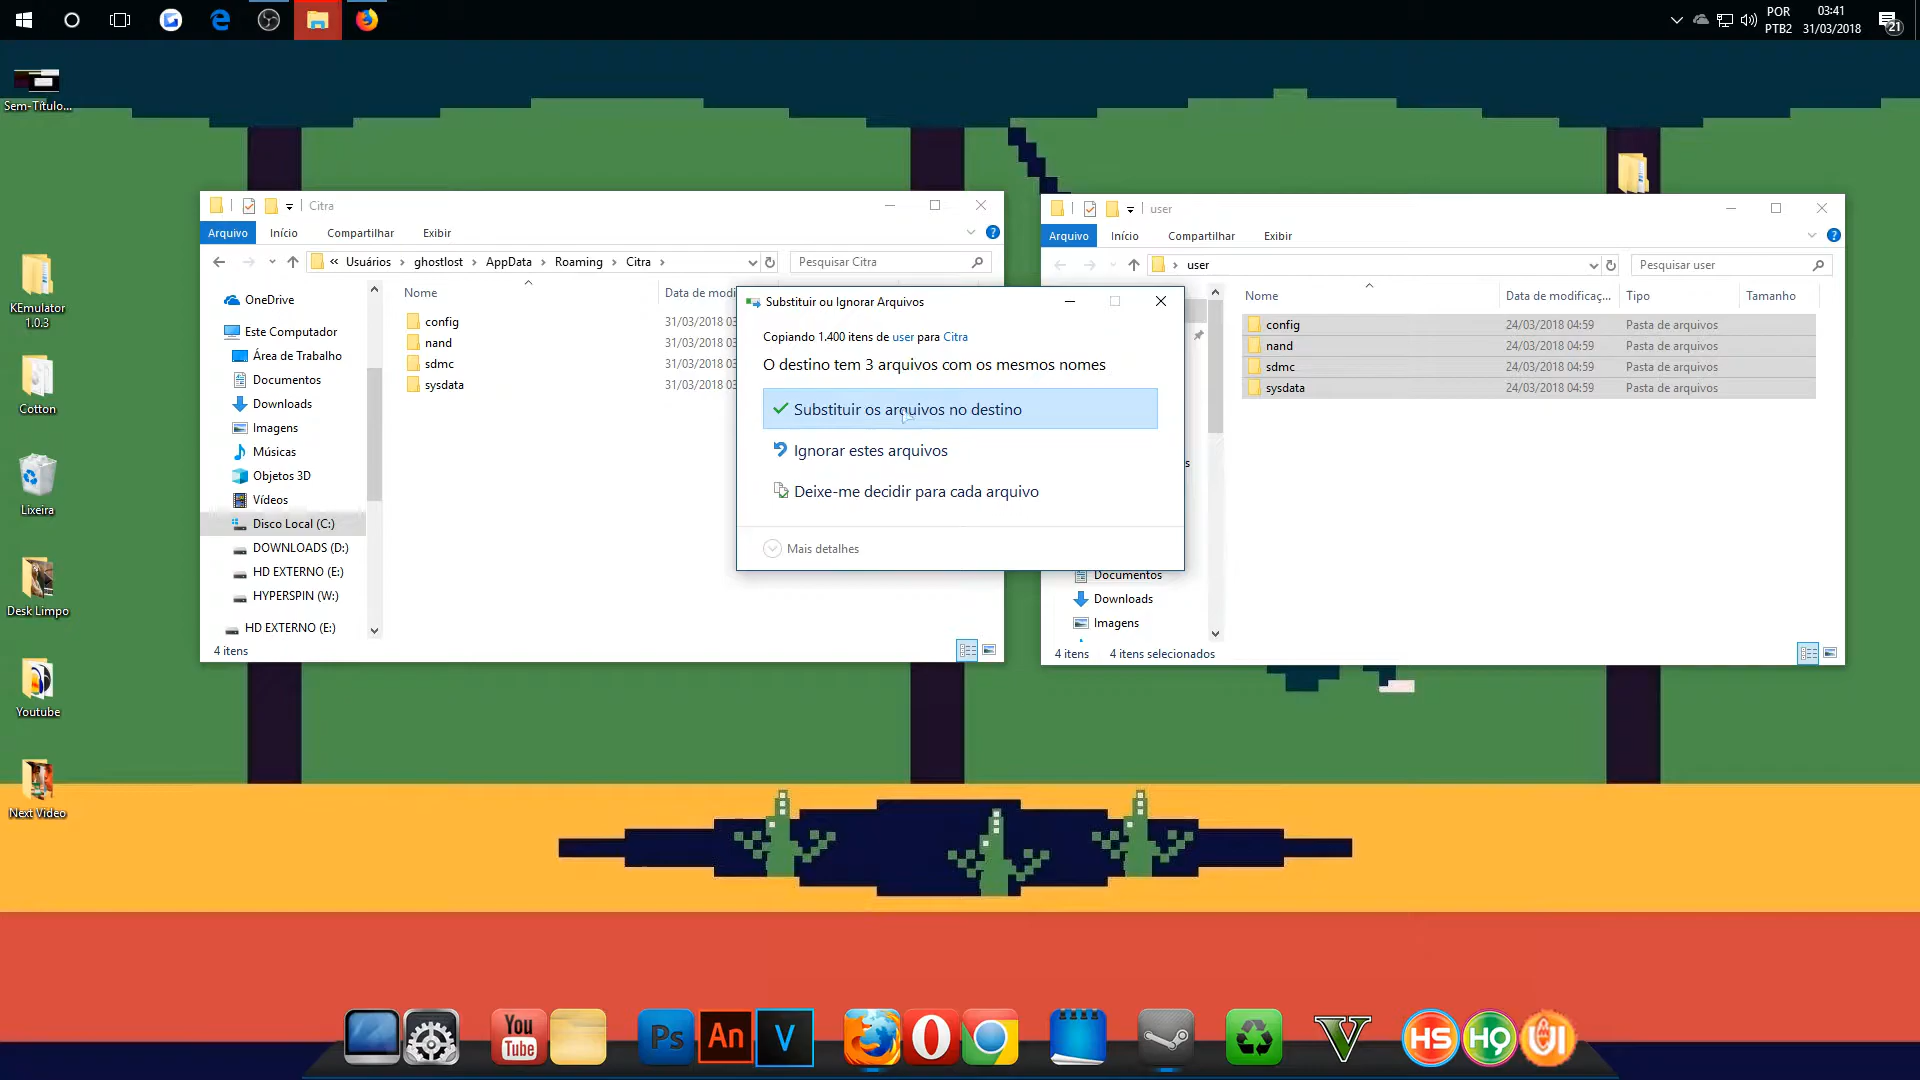 POR
PTB2
03:41
31/03/2018
21
Sem-Título...
KEmulator
1.0.3
Cotton
Lixeira
Desk Limpo
Youtube
Next Video
Citra
Arquivo
Início
Compartilhar
Exibir
« Usuários > ghostlost > AppData > Roaming > Citra >
Pesquisar Citra
OneDrive
Este Computador
Área de Trabalho
Documentos
Downloads
Imagens
Músicas
Objetos 3D
Vídeos
Disco Local (C:)
DOWNLOADS (D:)
HD EXTERNO (E:)
HYPERSPIN (W:)
HD EXTERNO (E:)
Nome
Data de modi
config
31/03/2018 03
nand
31/03/2018 03
sdmc
31/03/2018 03
sysdata
31/03/2018 03
4 itens
Substituir ou Ignorar Arquivos
Copiando 1.400 itens de user para Citra
O destino tem 3 arquivos com os mesmos nomes
Substituir os arquivos no destino
Ignorar estes arquivos
Deixe-me decidir para cada arquivo
Mais detalhes
user
Arquivo
Início
Compartilhar
Exibir
> user
Pesquisar user
Nome
Data de modificaç...
Tipo
Tamanho
config
24/03/2018 04:59
Pasta de arquivos
nand
24/03/2018 04:59
Pasta de arquivos
sdmc
24/03/2018 04:59
Pasta de arquivos
sysdata
24/03/2018 04:59
Pasta de arquivos
s
Documentos
Downloads
Imagens
4 itens
4 itens selecionados
You
Tube
Ps
An
V
V
HS
HQ
UI